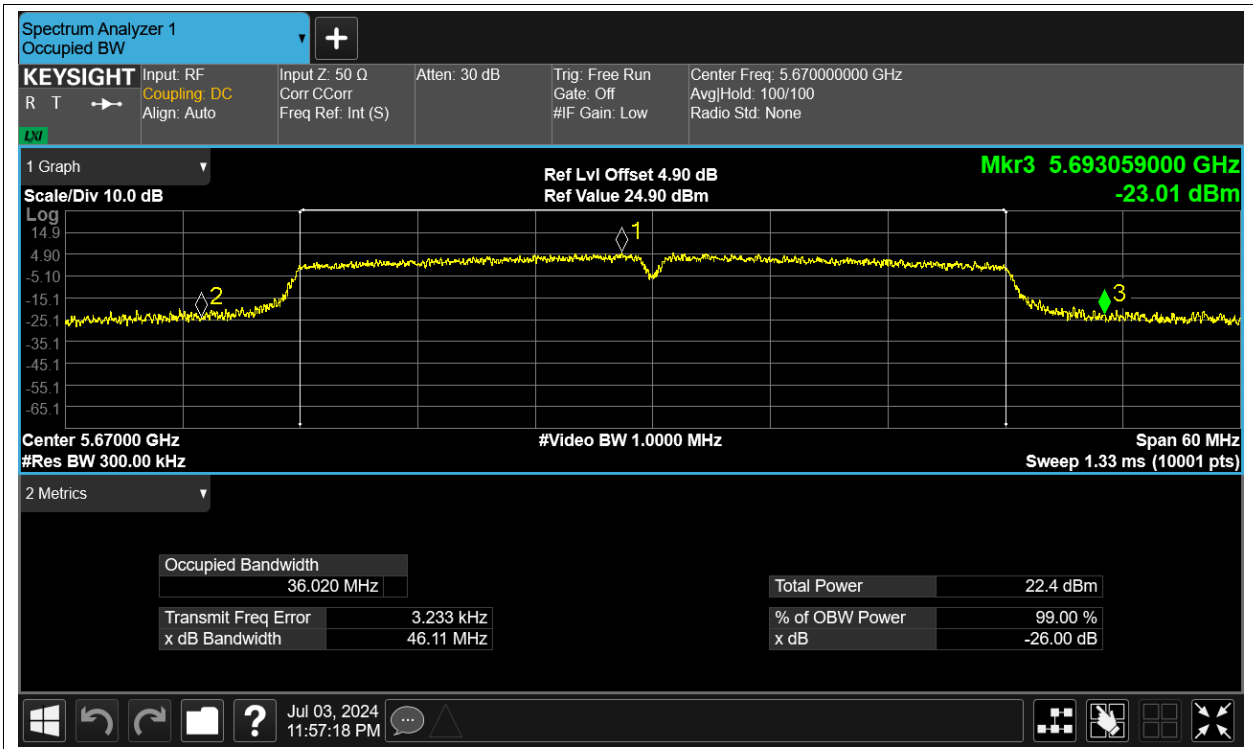 Spectrum Analyzer 1
Occupied BW
KEYSIGHT
R T
LXI
Input: RF
Coupling: DC
Align: Auto
Input Z: 50 Ω
Corr CCorr
Freq Ref: Int (S)
Atten: 30 dB
Trig: Free Run
Gate: Off
#IF Gain: Low
Center Freq: 5.670000000 GHz
Avg|Hold: 100/100
Radio Std: None
1 Graph
Scale/Div 10.0 dB
Ref Lvl Offset 4.90 dB
Ref Value 24.90 dBm
Mkr3 5.693059000 GHz
-23.01 dBm
Log
14.9
4.90
-5.10
-15.1
-25.1
-35.1
-45.1
-55.1
-65.1
1
2
3
Center 5.67000 GHz
#Res BW 300.00 kHz
#Video BW 1.0000 MHz
Span 60 MHz
Sweep 1.33 ms (10001 pts)
2 Metrics
Occupied Bandwidth
36.020 MHz
Transmit Freq Error 3.233 kHz
x dB Bandwidth 46.11 MHz
Total Power 22.4 dBm
% of OBW Power 99.00 %
x dB -26.00 dB
?
Jul 03, 2024
11:57:18 PM